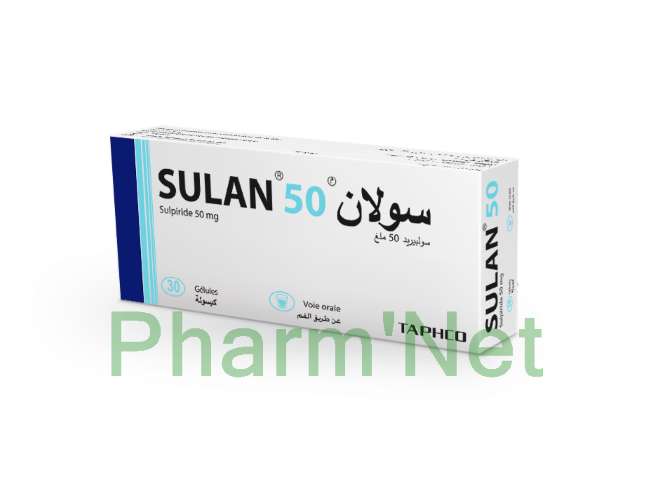 SULAN® 50
سولان
Sulpiride 50 mg
سولبيريد 50 ملغ
30
Gélules
كبسولة
Voie orale
عن طريق الفم
TAPHCO
SULAN® 50
Sulpiride 50 mg
Pharm'Net